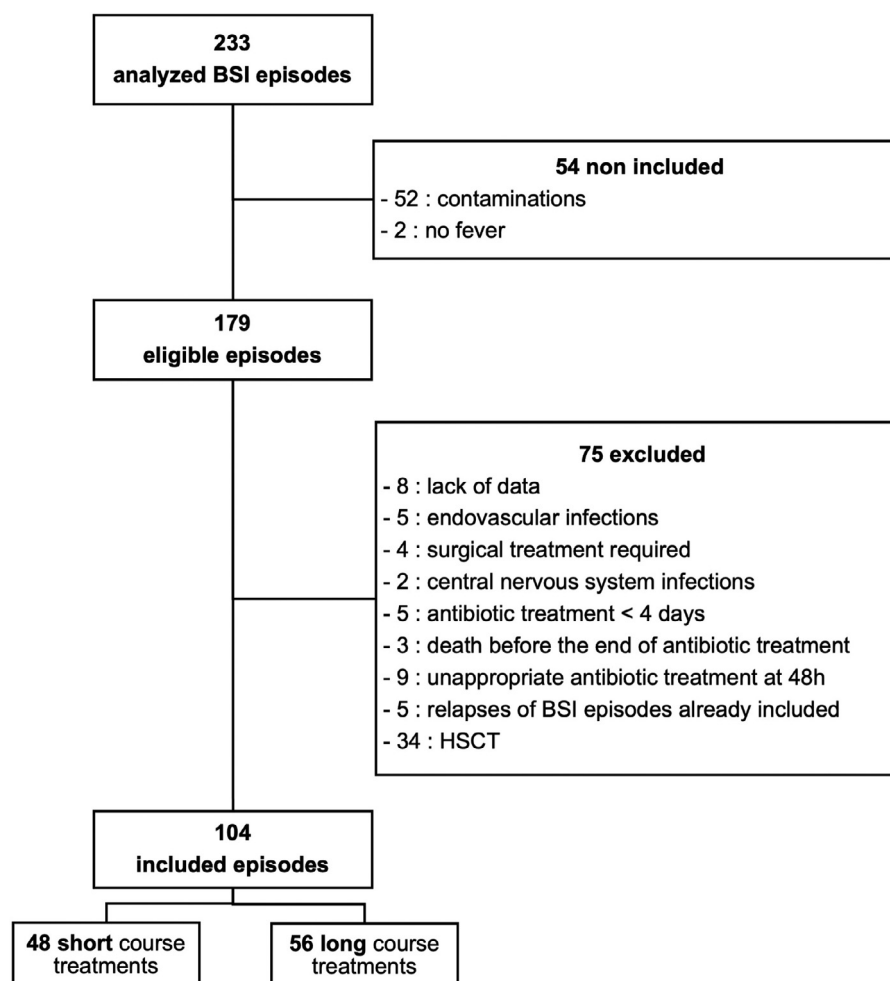 233
analyzed BSI episodes
54 non included
- 52 : contaminations
- 2 : no fever
179
eligible episodes
75 excluded
- 8 : lack of data
- 5 : endovascular infections
- 4 : surgical treatment required
- 2 : central nervous system infections
- 5 : antibiotic treatment < 4 days
- 3 : death before the end of antibiotic treatment
- 9 : unappropriate antibiotic treatment at 48h
- 5 : relapses of BSI episodes already included
- 34 : HSCT
104
included episodes
48 short course
treatments
56 long course
treatments